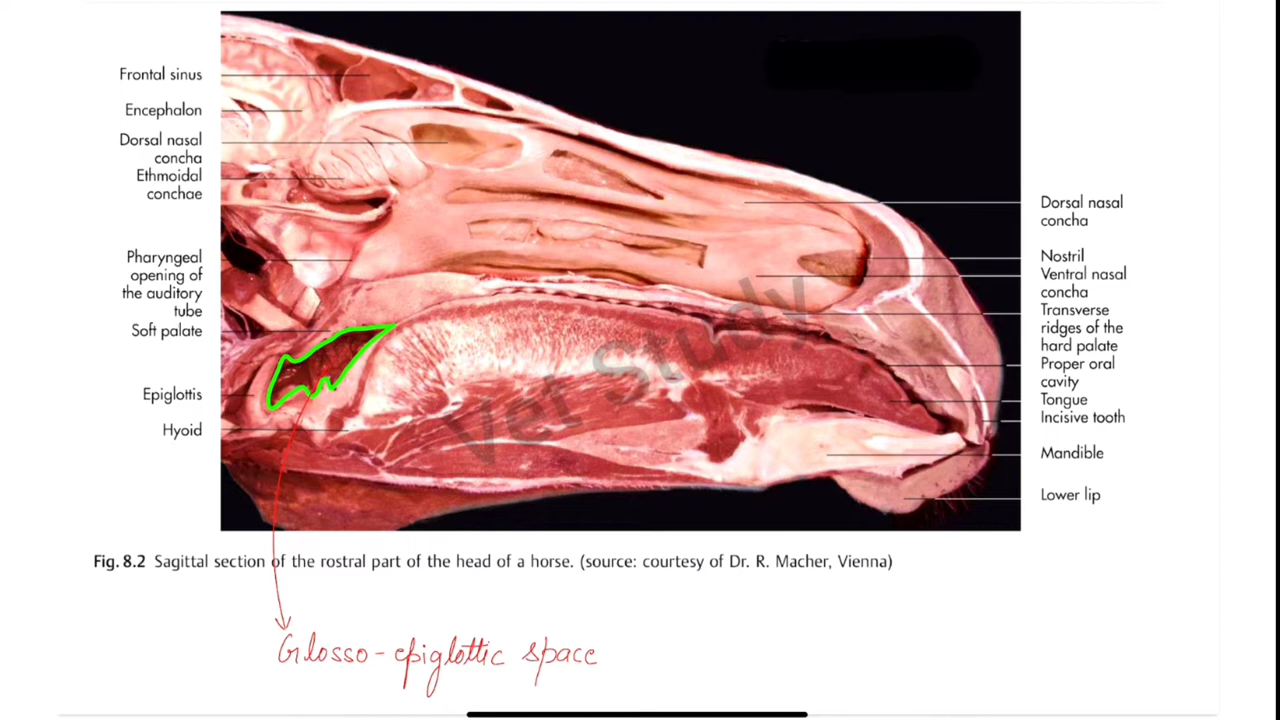 Frontal sinus
Encephalon
Dorsal nasal
concha
Ethmoidal
conchae
Pharyngeal
opening of
the auditory
tube
Soft palate
Epiglottis
Hyoid
Dorsal nasal
concha
Nostril
Ventral nasal
concha
Transverse
ridges of the
hard palate
Proper oral
cavity
Tongue
Incisive tooth
Mandible
Lower lip
Vet Study
Fig. 8.2 Sagittal section of the rostral part of the head of a horse. (source: courtesy of Dr. R. Macher, Vienna)
Glosso-epiglottic space